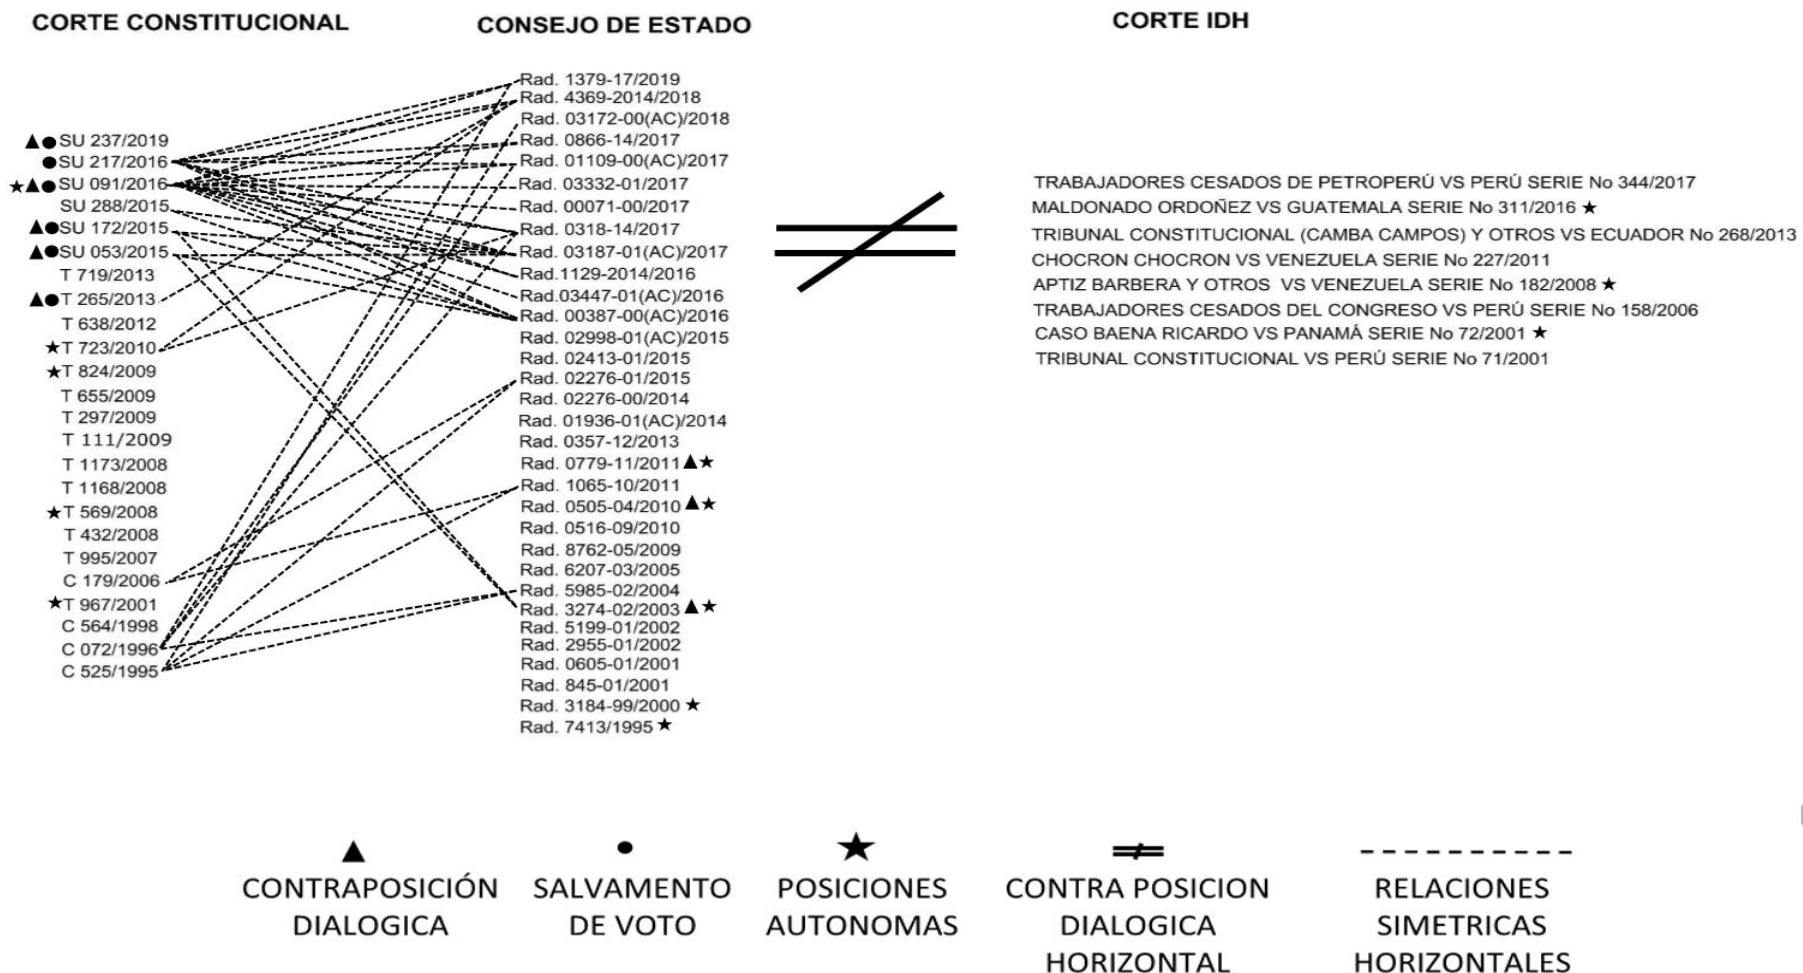 CORTE CONSTITUCIONAL
CONSEJO DE ESTADO
CORTE IDH
SU 237/2019
SU 217/2016
SU 091/2016
SU 288/2015
SU 172/2015
SU 053/2015
T 719/2013
T 265/2013
T 638/2012
T 723/2010
T 824/2009
T 655/2009
T 297/2009
T 111/2009
T 1173/2008
T 1168/2008
T 569/2008
T 432/2008
T 995/2007
C 179/2006
T 967/2001
C 564/1998
C 072/1996
C 525/1995
Rad. 1379-17/2019
Rad. 4369-2014/2018
Rad. 03172-00(AC)/2018
Rad. 0866-14/2017
Rad. 01109-00(AC)/2017
Rad. 03332-01/2017
Rad. 00071-00/2017
Rad. 0318-14/2017
Rad. 03187-01(AC)/2017
Rad.1129-2014/2016
Rad.03447-01(AC)/2016
Rad. 00387-00(AC)/2016
Rad. 02998-01(AC)/2015
Rad. 02413-01/2015
Rad. 02276-01/2015
Rad. 02276-00/2014
Rad. 01936-01(AC)/2014
Rad. 0357-12/2013
Rad. 0779-11/2011
Rad. 1065-10/2011
Rad. 0505-04/2010
Rad. 0516-09/2010
Rad. 8762-05/2009
Rad. 6207-03/2005
Rad. 5985-02/2004
Rad. 3274-02/2003
Rad. 5199-01/2002
Rad. 2955-01/2002
Rad. 0605-01/2001
Rad. 845-01/2001
Rad. 3184-99/2000
Rad. 7413/1995
TRABAJADORES CESADOS DE PETROPERÚ VS PERÚ SERIE No 344/2017
MALDONADO ORDOÑEZ VS GUATEMALA SERIE No 311/2016
TRIBUNAL CONSTITUCIONAL (CAMBA CAMPOS) Y OTROS VS ECUADOR No 268/2013
CHOCRON CHOCRON VS VENEZUELA SERIE No 227/2011
APTIZ BARBERA Y OTROS VS VENEZUELA SERIE No 182/2008
TRABAJADORES CESADOS DEL CONGRESO VS PERÚ SERIE No 158/2006
CASO BAENA RICARDO VS PANAMÁ SERIE No 72/2001
TRIBUNAL CONSTITUCIONAL VS PERÚ SERIE No 71/2001
CONTRAPOSICIÓN
DIALOGICA
SALVAMENTO
DE VOTO
POSICIONES
AUTONOMAS
CONTRA POSICION
DIALOGICA
HORIZONTAL
RELACIONES
SIMETRICAS
HORIZONTALES